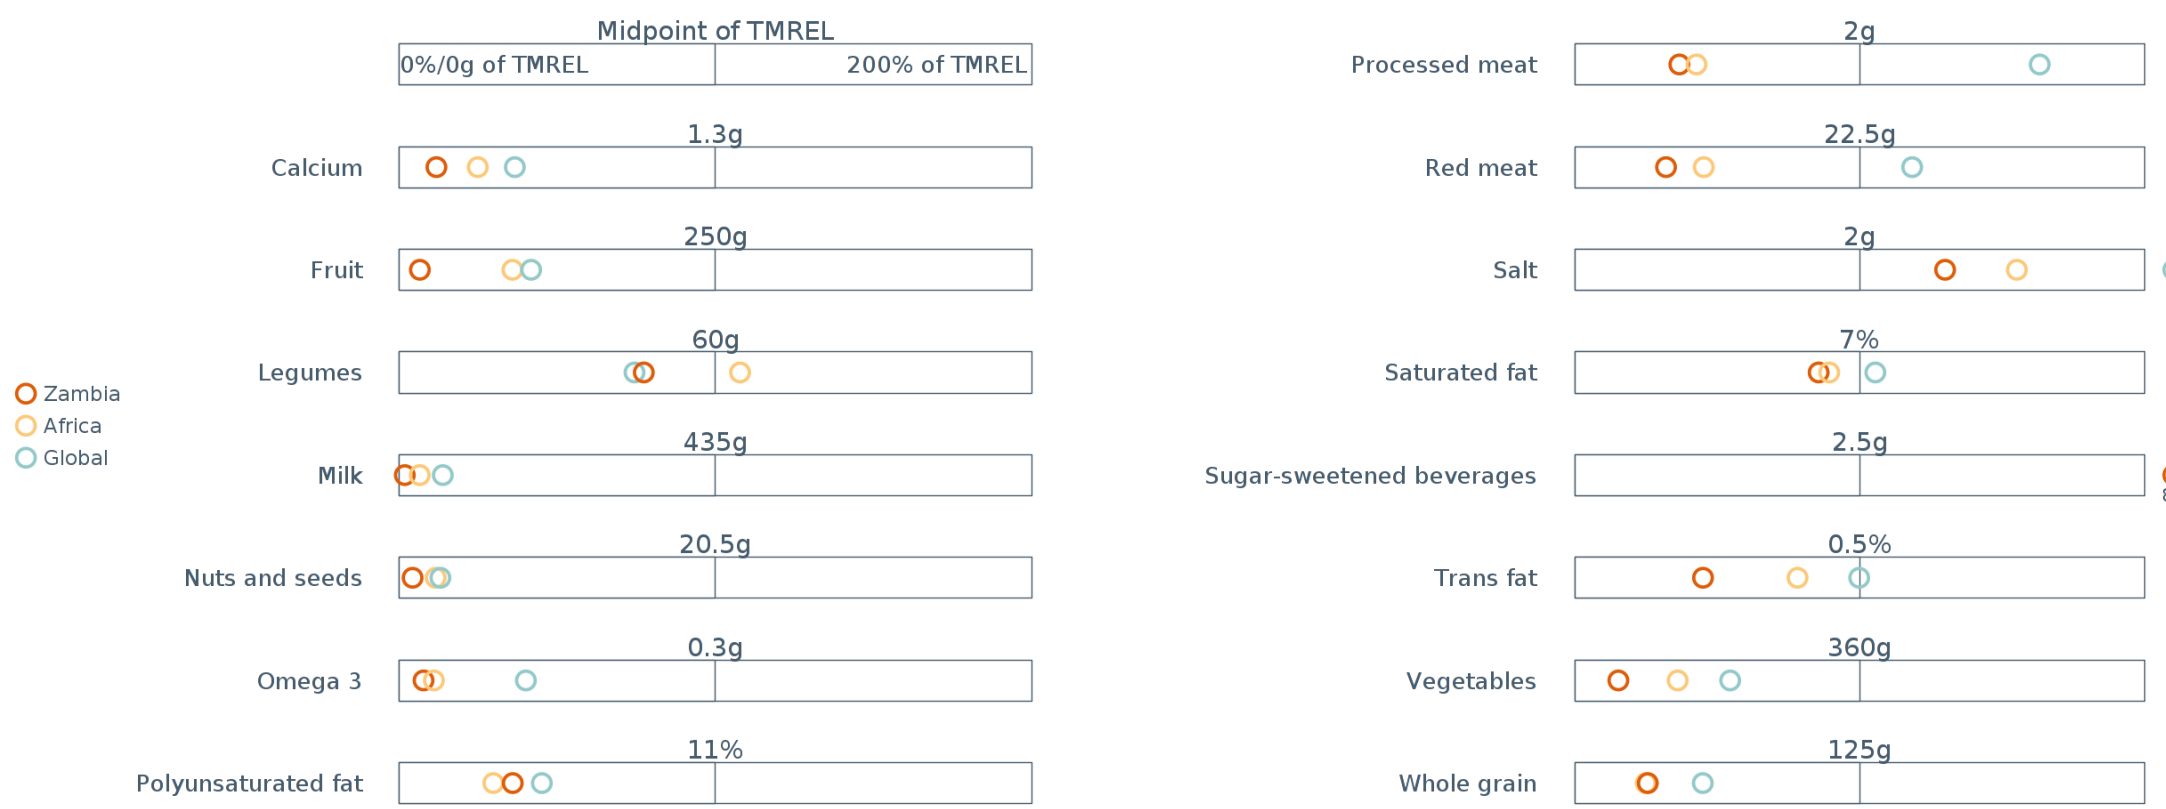 Midpoint of TMREL
0%/0g of TMREL
200% of TMREL
Calcium
1.3g
Fruit
250g
Legumes
60g
Milk
435g
Nuts and seeds
20.5g
Omega 3
0.3g
Polyunsaturated fat
11%
Zambia
Africa
Global
Processed meat
2g
Red meat
22.5g
Salt
2g
Saturated fat
7%
Sugar-sweetened beverages
2.5g
Trans fat
0.5%
Vegetables
360g
Whole grain
125g